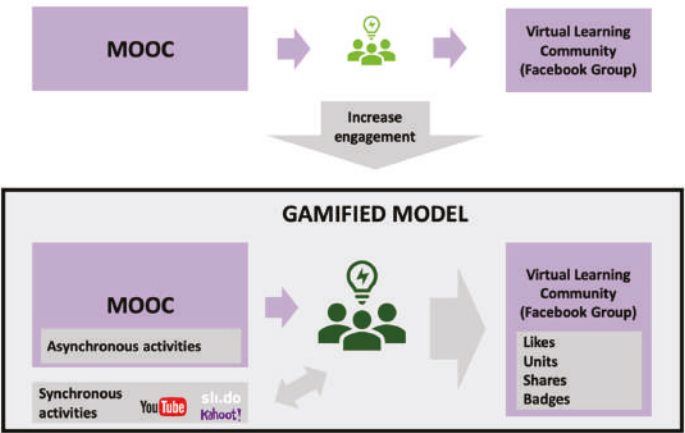 MOOC
Virtual Learning
Community
(Facebook Group)
Increase
engagement
GAMIFIED MODEL
MOOC
Asynchronous activities
Synchronous
activities
YouTube
sli.do
Kahoot!
Virtual Learning
Community
(Facebook Group)
Likes
Units
Shares
Badges